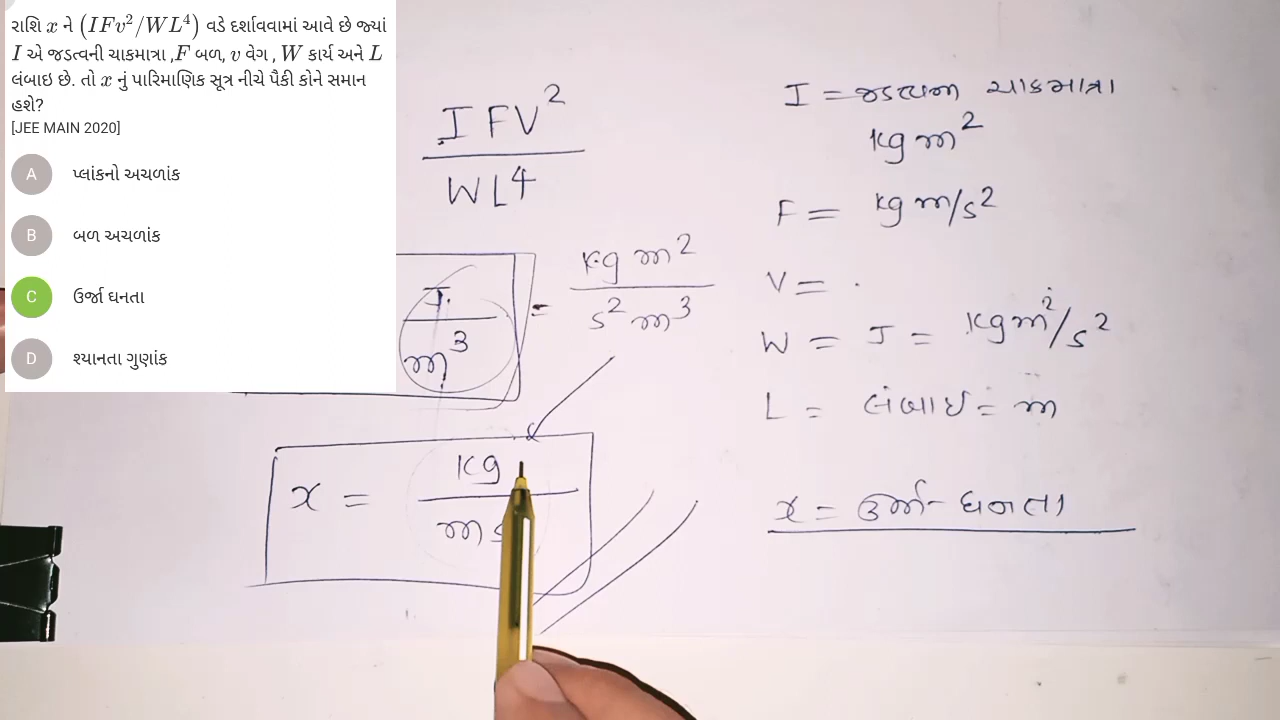 રાશિ x ને (IFv²/WL⁴) વડે દર્શાવવામાં આવે છે જ્યાં
I એ જડત્વની ચાકમાત્રા ,F બળ, v વેગ , W કાર્ય અને L
લંબાઇ છે. તો x નું પારિમાણિક સૂત્ર નીચે પૈકી કોને સમાન
હશે?
[JEE MAIN 2020]
A પ્લાંકનો અચળાંક
B બળ અચળાંક
C ઉર્જા ઘનતા
D શ્યાનતા ગુણાંક
IFV²
WL⁴
J
m³
= kg m²
s² m³
x = kg
m s
I = જડત્વની ચાકમાત્રા
kg m²
F = kg m/s²
V = .
W = J = kg m²/s²
L = લંબાઈ = m
x = ઉર્જા ઘનતા